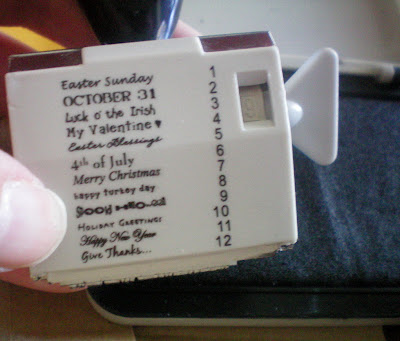 Easter Sunday 1
OCTOBER 31 2
Luck o' the Irish 3
My Valentine♥ 4
Easter Blessings 5
4th of July 6
Merry Christmas 7
happy turkey day 8
9
HOLIDAY GREETINGS 10
Happy New Year 11
Give Thanks... 12